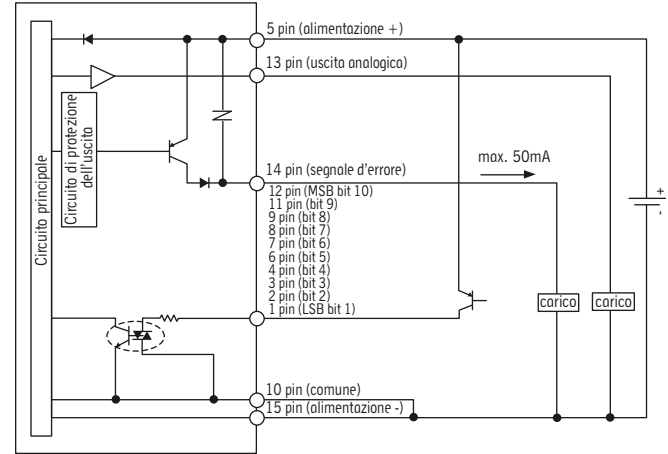 5 pin (alimentazione +)
13 pin (uscita analogica)
Circuito principale
Circuito di protezione
dell'uscita
14 pin (segnale d'errore)
max. 50mA
12 pin (MSB bit 10)
11 pin (bit 9)
9 pin (bit 8)
8 pin (bit 7)
7 pin (bit 6)
6 pin (bit 5)
4 pin (bit 4)
3 pin (bit 3)
2 pin (bit 2)
1 pin (LSB bit 1)
+
-
carico
carico
10 pin (comune)
15 pin (alimentazione -)